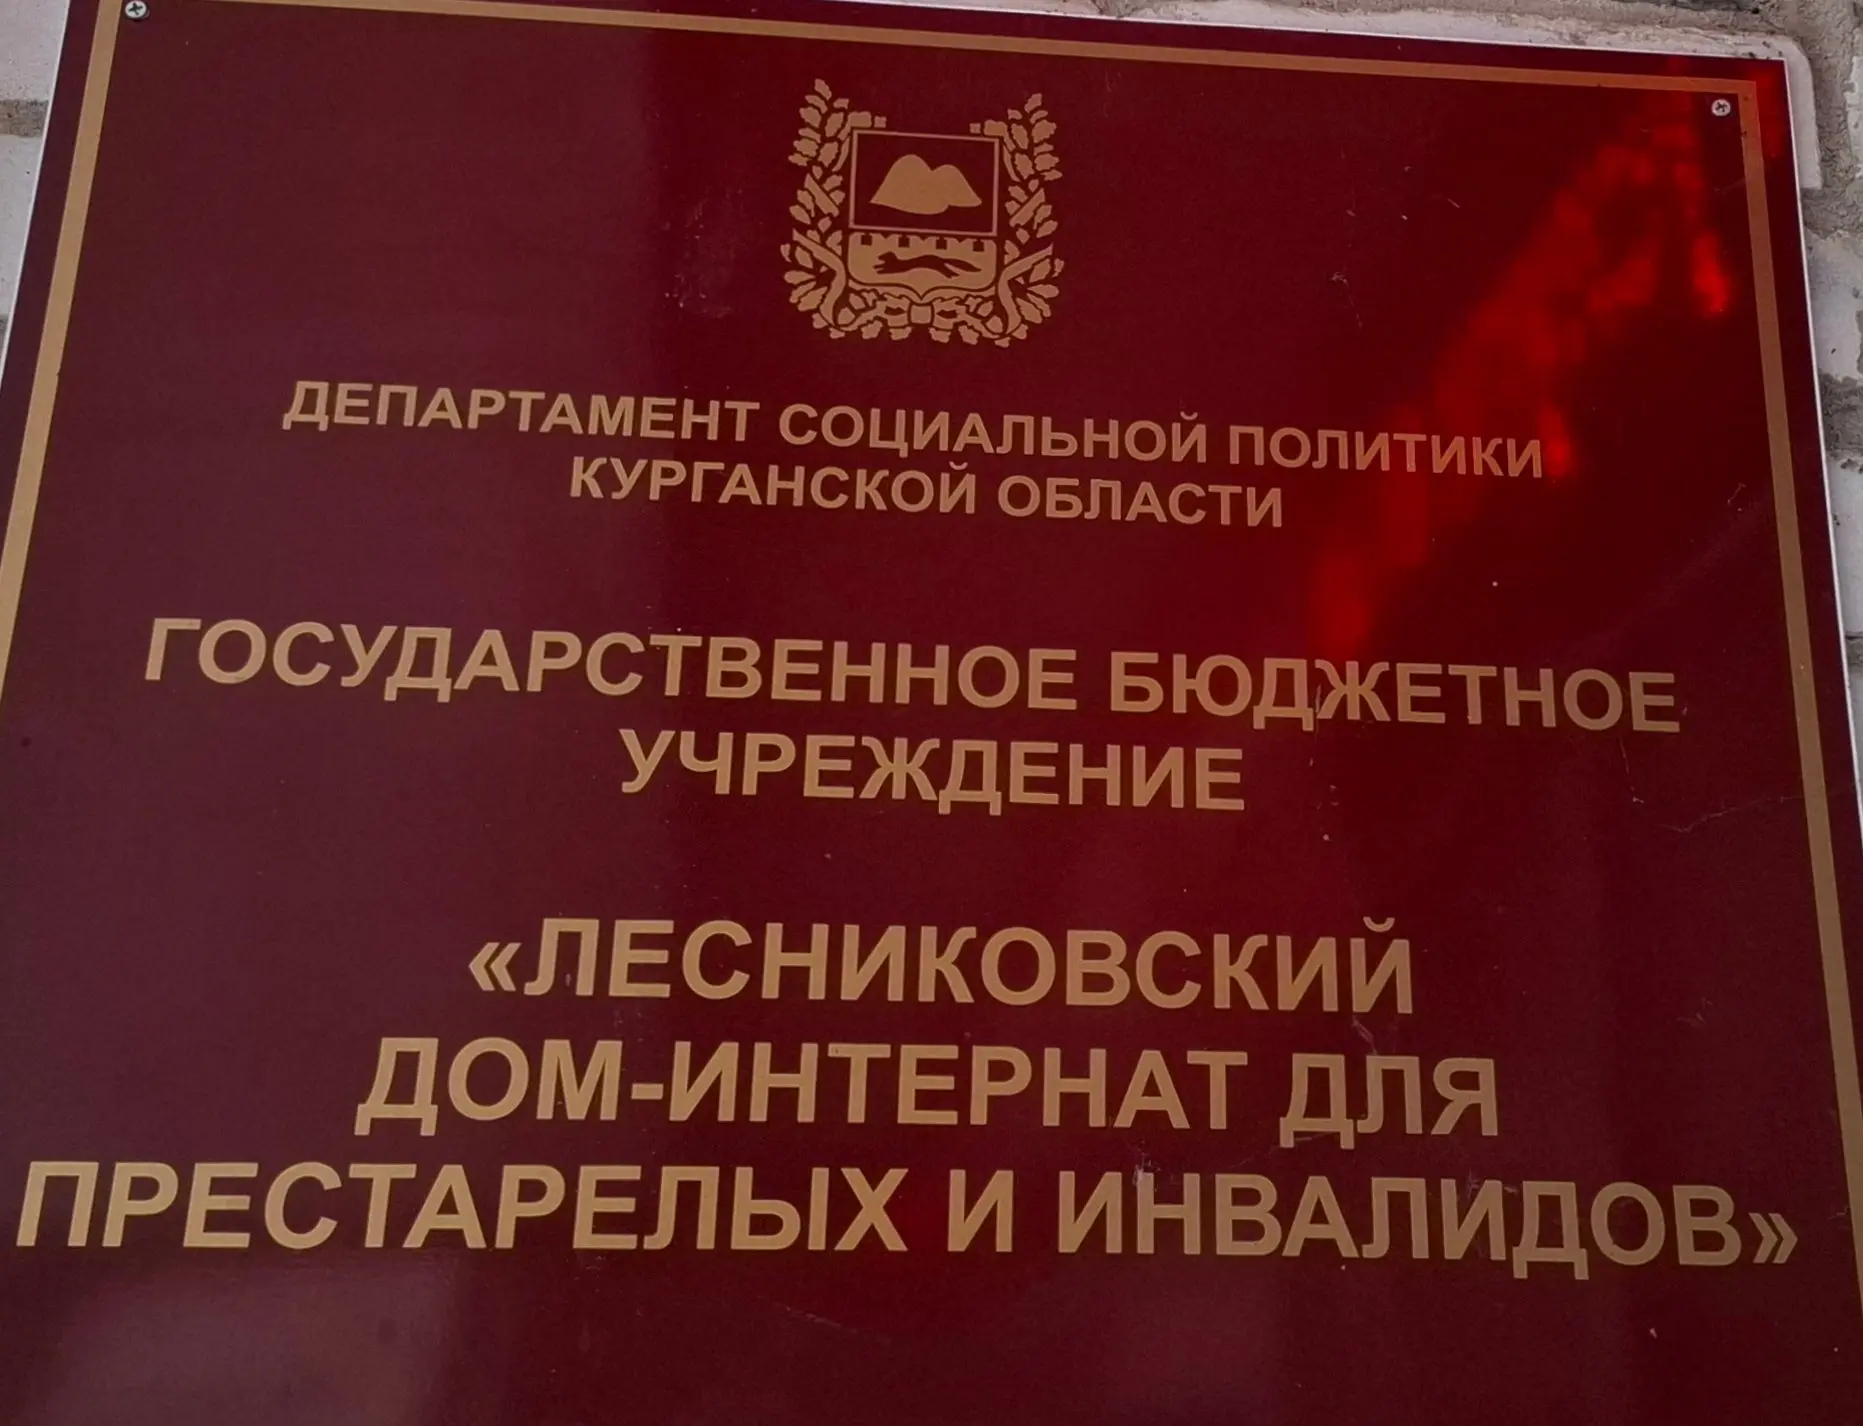 ДЕПАРТАМЕНТ СОЦИАЛЬНОЙ ПОЛИТИКИ
КУРГАНСКОЙ ОБЛАСТИ
ГОСУДАРСТВЕННОЕ БЮДЖЕТНОЕ
УЧРЕЖДЕНИЕ
«ЛЕСНИКОВСКИЙ
ДОМ-ИНТЕРНАТ ДЛЯ
ПРЕСТАРЕЛЫХ И ИНВАЛИДОВ»